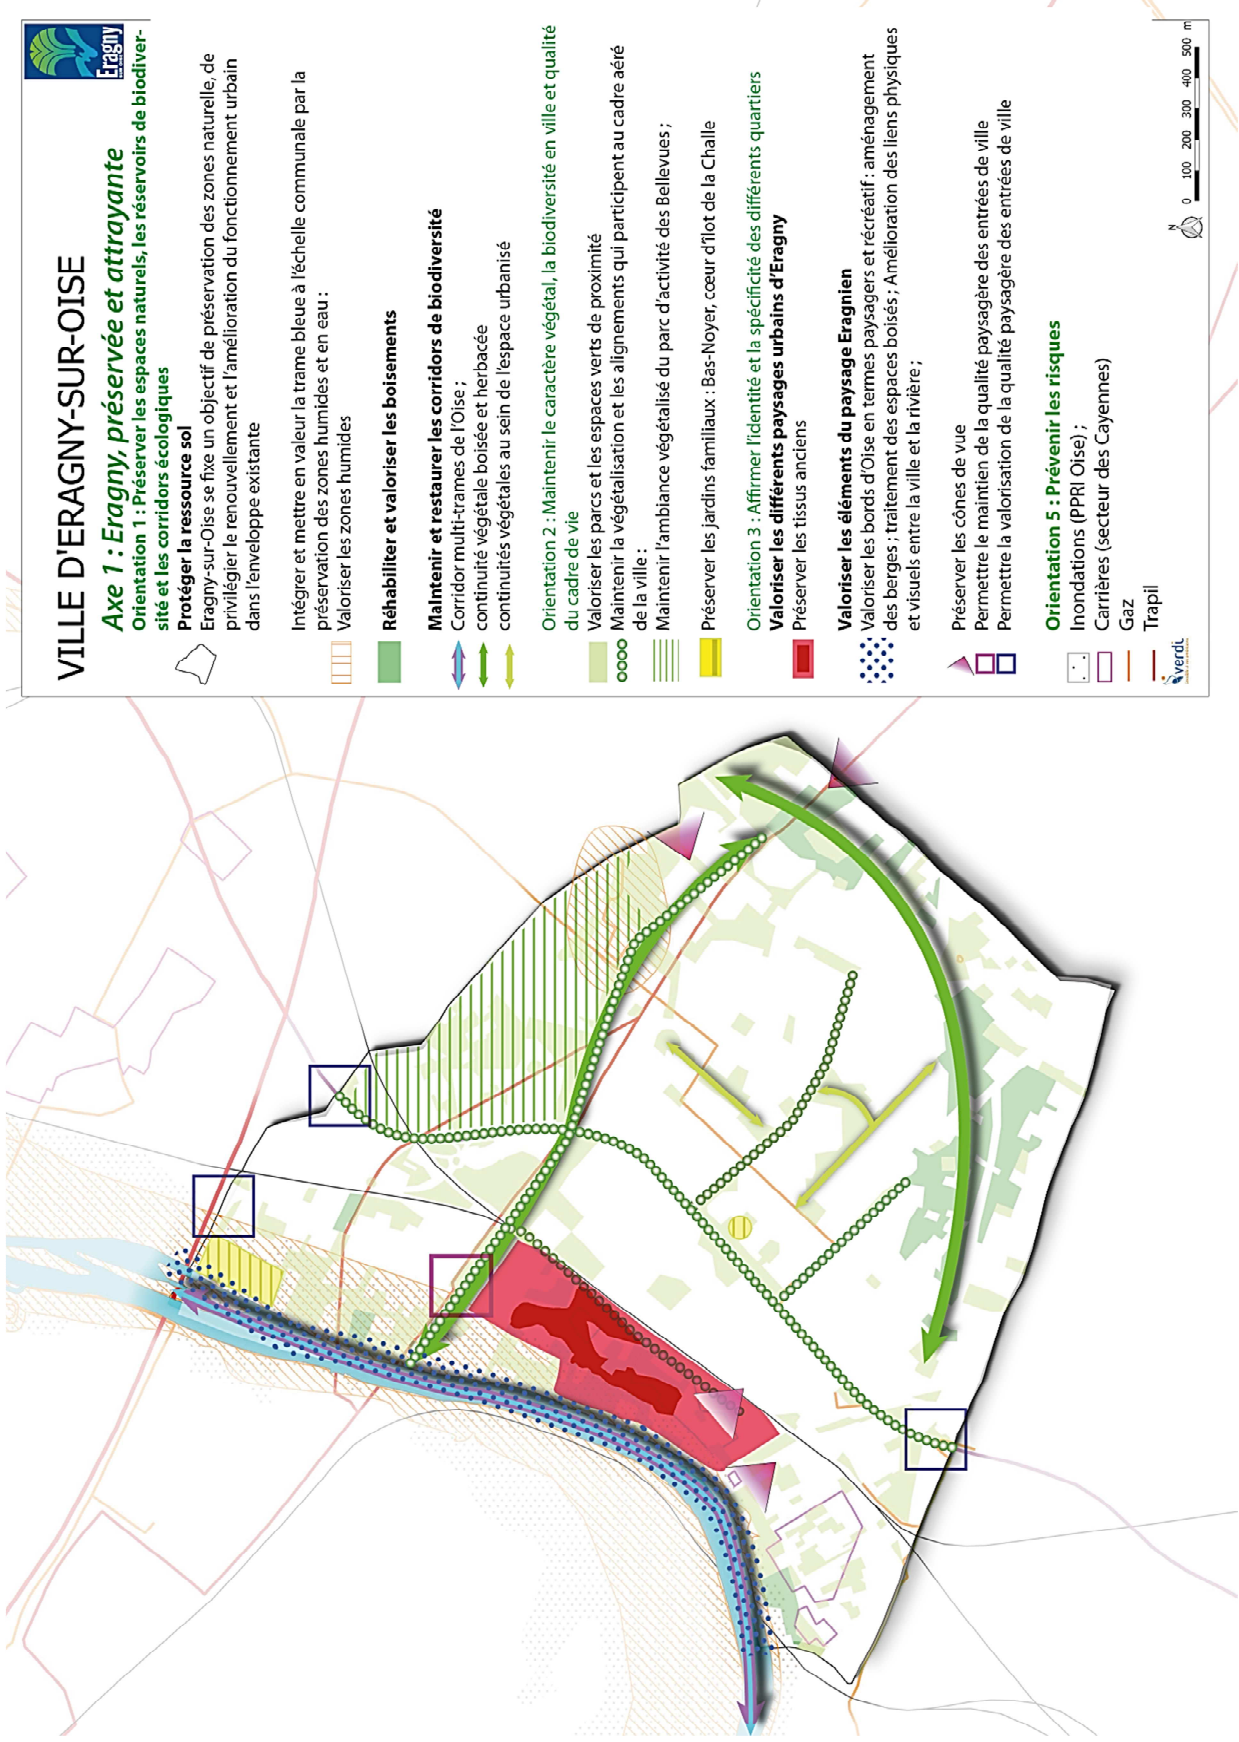 VILLE D'ERAGNY-SUR-OISE
Eragny
Axe 1 : Eragny, préservée et attrayante
Orientation 1 : Préserver les espaces naturels, les réservoirs de biodiver-
sité et les corridors écologiques
Protéger la ressource sol
Eragny-sur-Oise se fixe un objectif de préservation des zones naturelle, de
privilégier le renouvellement et l'amélioration du fonctionnement urbain
dans l'enveloppe existante
Intégrer et mettre en valeur la trame bleue à l'échelle communale par la
préservation des zones humides et en eau :
Valoriser les zones humides
Réhabiliter et valoriser les boisements
Maintenir et restaurer les corridors de biodiversité
Corridor multi-trames de l'Oise ;
continuité végétale boisée et herbacée
continuités végétales au sein de l'espace urbanisé
Orientation 2 : Maintenir le caractère végétal, la biodiversité en ville et qualité
du cadre de vie
Valoriser les parcs et les espaces verts de proximité
Maintenir la végétalisation et les alignements qui participent au cadre aéré
de la ville :
Maintenir l'ambiance végétalisé du parc d'activité des Bellevues ;
Préserver les jardins familiaux : Bas-Noyer, cœur d'îlot de la Challe
Orientation 3 : Affirmer l'identité et la spécificité des différents quartiers
Valoriser les différents paysages urbains d'Eragny
Préserver les tissus anciens
Valoriser les éléments du paysage Eragnien
Valoriser les bords d'Oise en termes paysagers et récréatif : aménagement
des berges ; traitement des espaces boisés ; Amélioration des liens physiques
et visuels entre la ville et la rivière ;
Préserver les cônes de vue
Permettre le maintien de la qualité paysagère des entrées de ville
Permettre la valorisation de la qualité paysagère des entrées de ville
Orientation 5 : Prévenir les risques
Inondations (PPRI Oise) ;
Carrières (secteur des Cayennes)
Gaz
Trapil
verdi
N
0 100 200 300 400 500 m